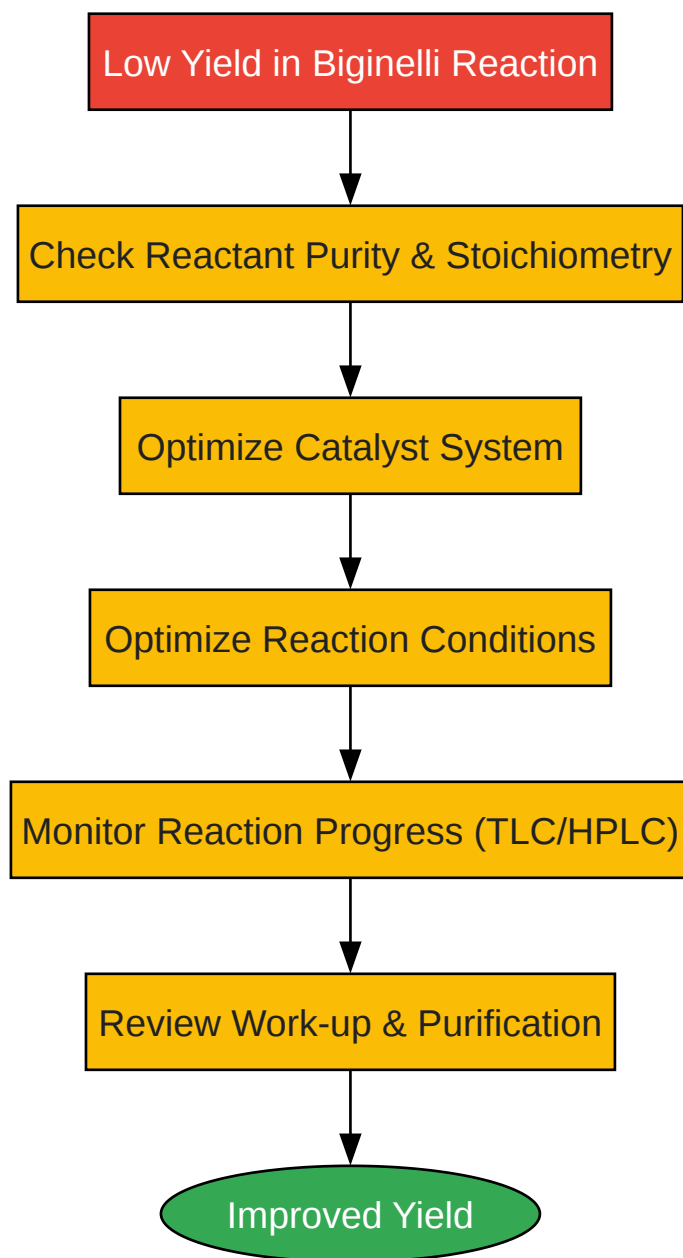 Low Yield in Biginelli Reaction
Check Reactant Purity & Stoichiometry
Optimize Catalyst System
Optimize Reaction Conditions
Monitor Reaction Progress (TLC/HPLC)
Review Work-up & Purification
Improved Yield